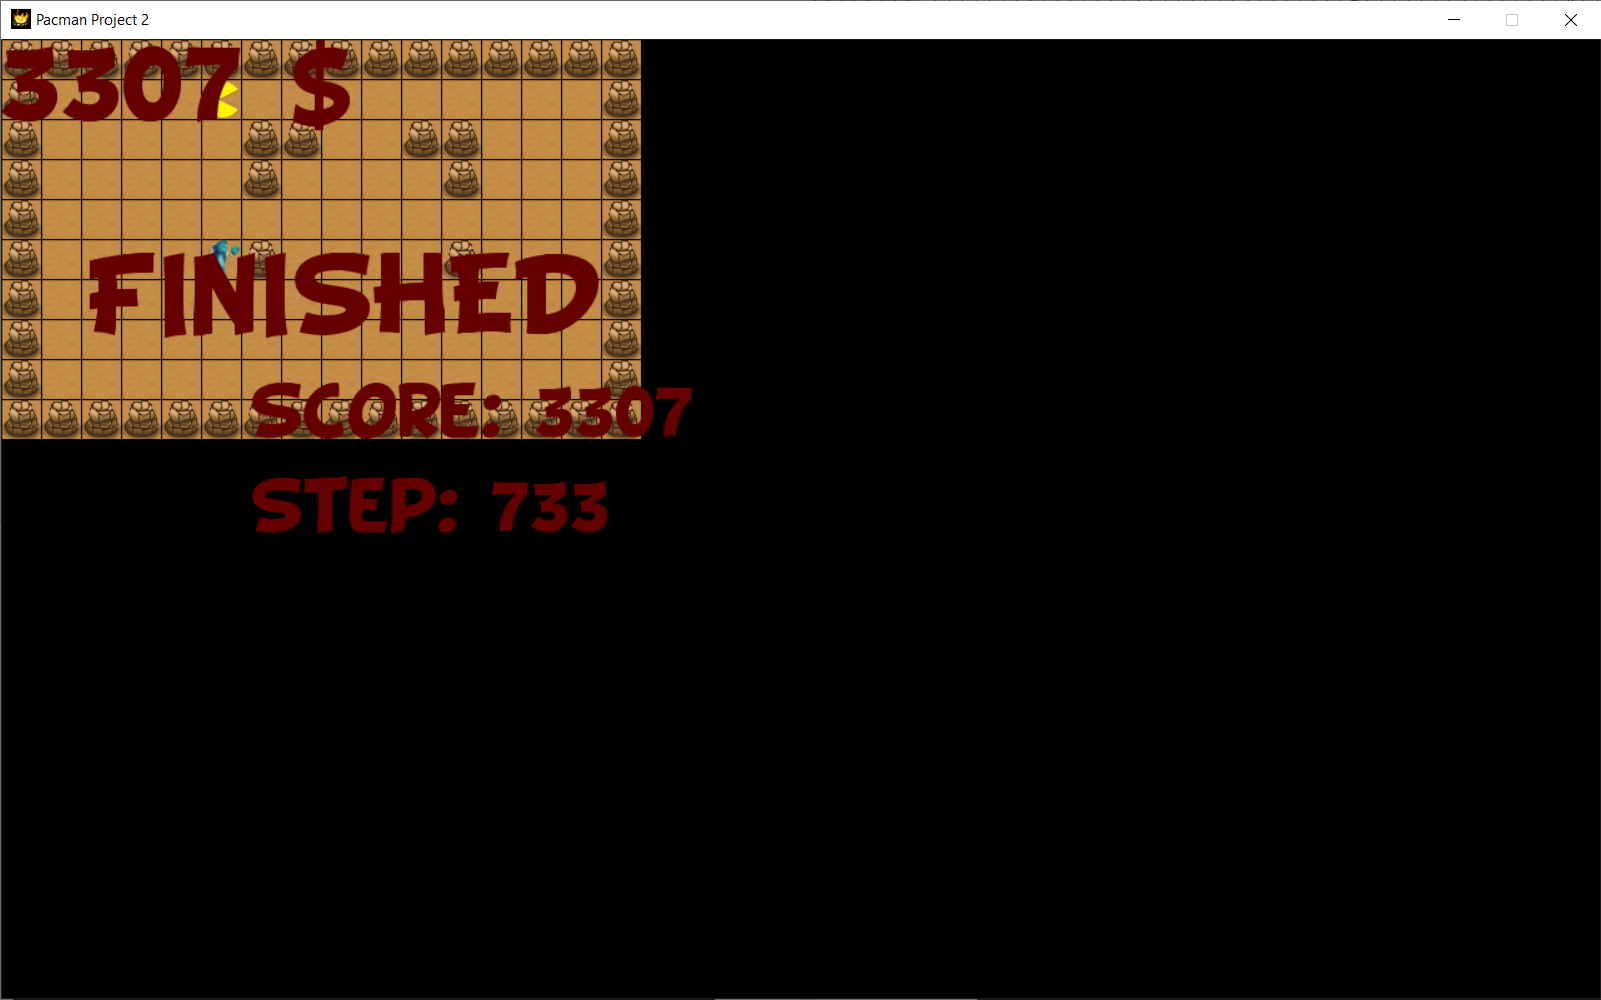 Pacman Project 2
3307 $
FINISHED
SCORE: 3307
STEP: 733